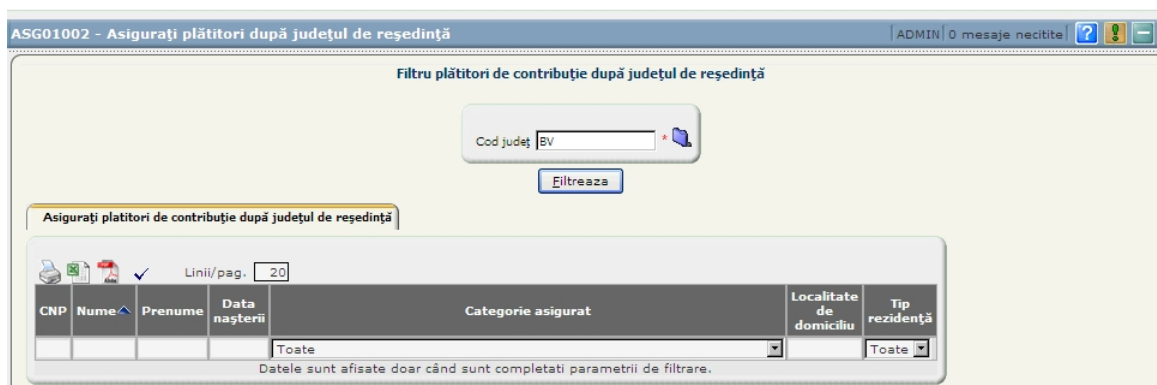 ASG01002 - Asiguraţi plătitori după judeţul de reşedinţă
ADMIN 0 mesaje necitite ? !
Filtru plătitori de contribuţie după judeţul de reşedinţă
Cod judeţ BV *
Filtreaza
Asiguraţi platitori de contribuţie după judeţul de reşedinţă
Linii/pag. 20
CNP Nume Prenume Data naşterii Categorie asigurat Localitate de domiciliu Tip rezidenţă
Toate Toate
Datele sunt afisate doar când sunt completati parametrii de filtrare.